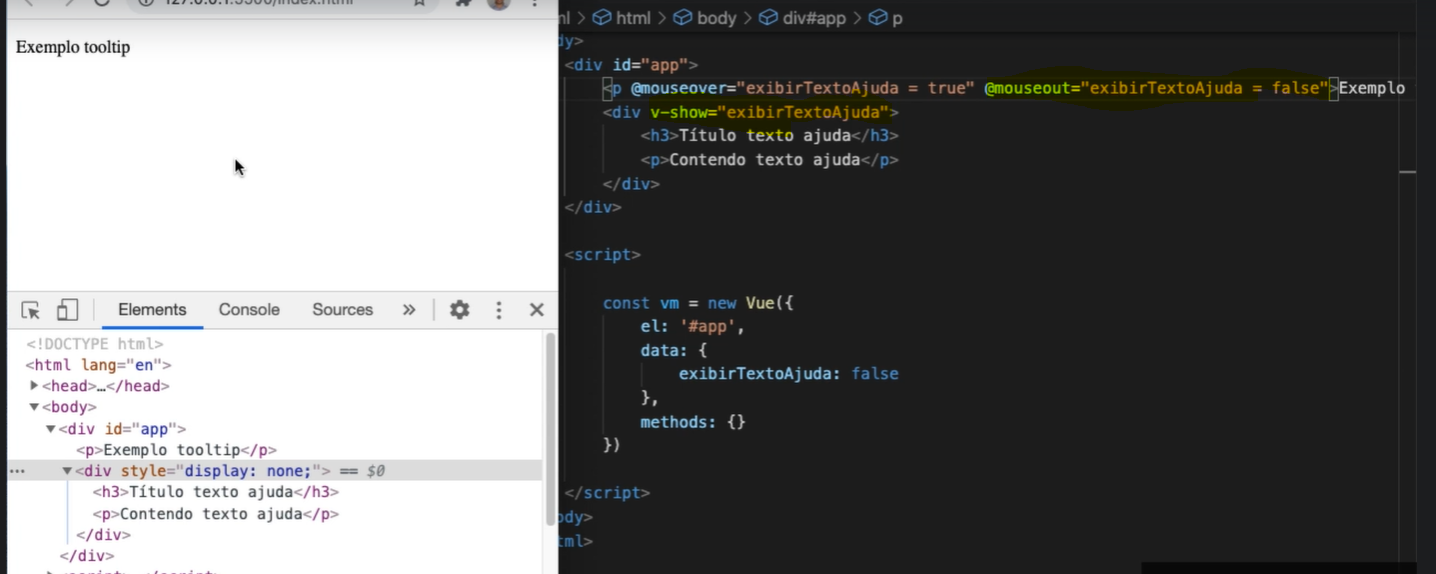 127.0.0.1:5500/index.html
Exemplo tooltip
Elements Console Sources
<!DOCTYPE html>
<html lang="en">
<head>…</head>
<body>
<div id="app">
<p>Exemplo tooltip</p>
<div style="display: none;"> == $0
<h3>Título texto ajuda</h3>
<p>Contendo texto ajuda</p>
</div>
</div>
html > body > div#app > p
dy>
<div id="app">
<p @mouseover="exibirTextoAjuda = true" @mouseout="exibirTextoAjuda = false">Exemplo
<div v-show="exibirTextoAjuda">
<h3>Título texto ajuda</h3>
<p>Contendo texto ajuda</p>
</div>
</div>
<script>
const vm = new Vue({
el: '#app',
data: {
exibirTextoAjuda: false
},
methods: {}
})
</script>
ody>
tml>